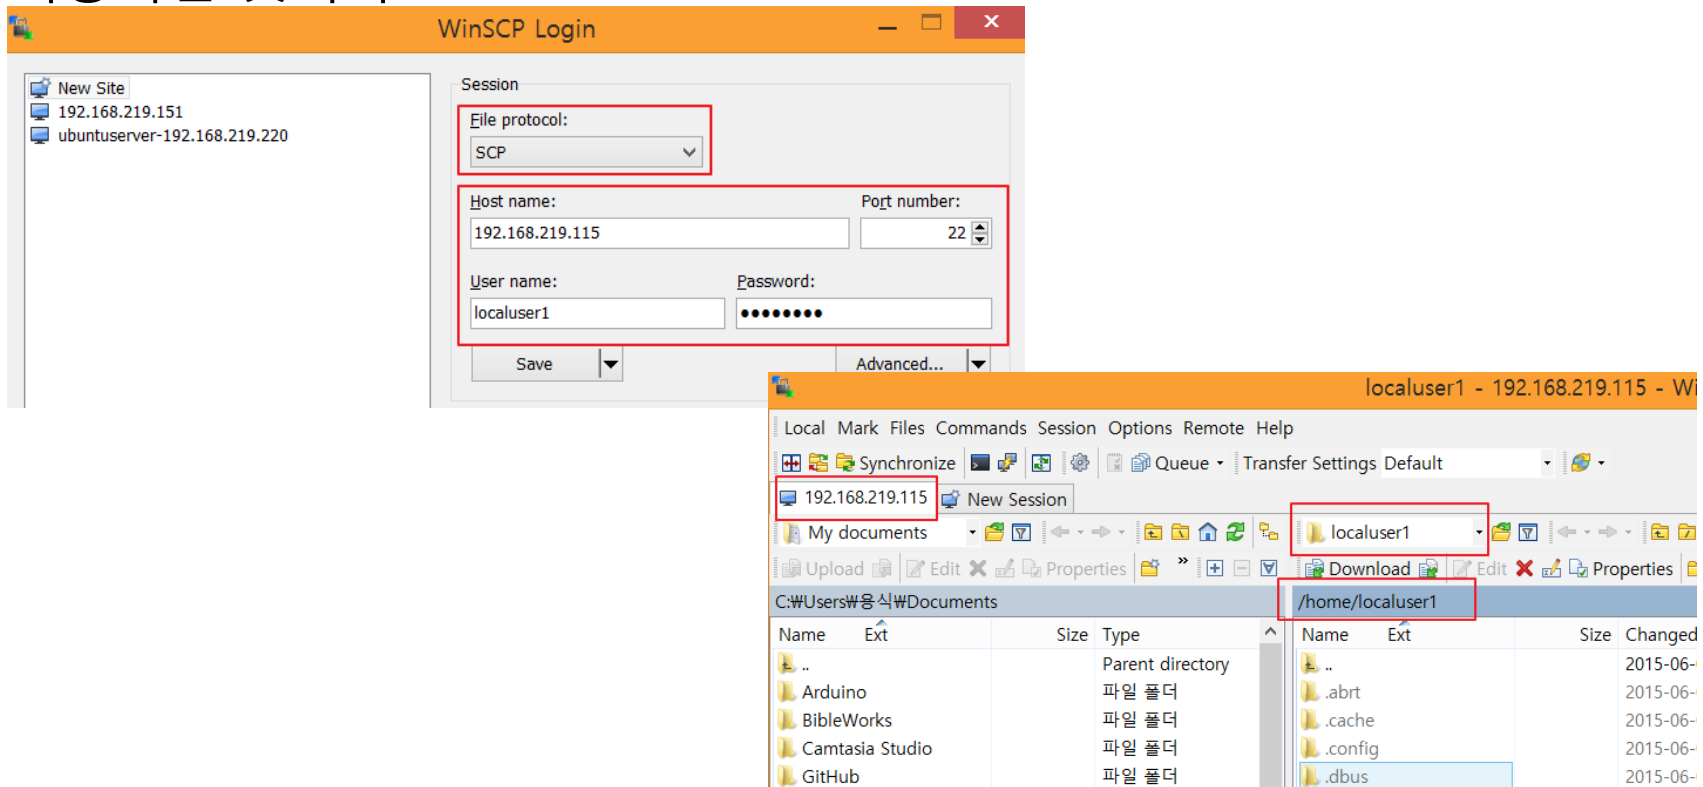 WinSCP Login
New Site
192.168.219.151
ubuntuserver-192.168.219.220
Session
File protocol:
SCP
Host name: Port number:
192.168.219.115 22
User name: Password:
localuser1 ●●●●●●●●
Save Advanced...
localuser1 - 192.168.219.115 - Wi
Local Mark Files Commands Session Options Remote Help
Synchronize Queue Transfer Settings Default
192.168.219.115 New Session
My documents localuser1
Upload Edit Properties » Download Edit Properties
C:₩Users₩용식₩Documents /home/localuser1
Name Ext Size Type Name Ext Size Changed
.. Parent directory .. 2015-06-
Arduino 파일 폴더 .abrt 2015-06-
BibleWorks 파일 폴더 .cache 2015-06-
Camtasia Studio 파일 폴더 .config 2015-06-
GitHub 파일 폴더 .dbus 2015-06-